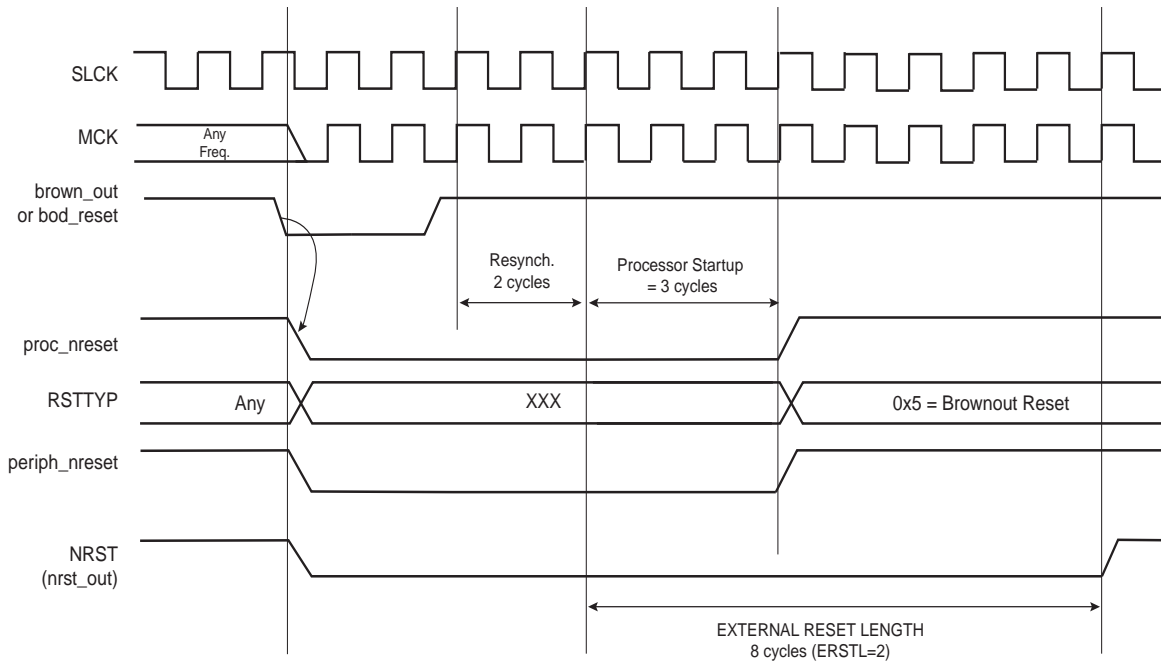 SLCK
MCK
Any
Freq.
brown_out
or bod_reset
Resynch.
2 cycles
Processor Startup
= 3 cycles
proc_nreset
RSTTYP
Any
XXX
0x5 = Brownout Reset
periph_nreset
NRST
(nrst_out)
EXTERNAL RESET LENGTH
8 cycles (ERSTL=2)